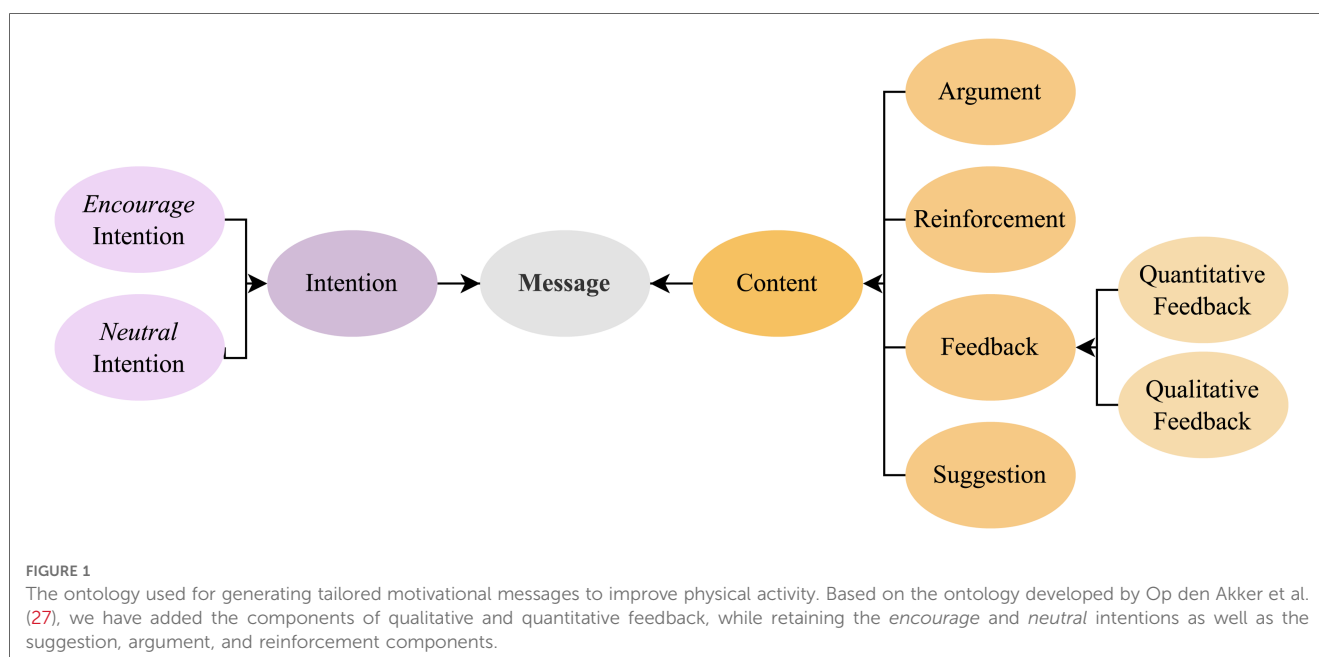 Encourage
Intention
Neutral
Intention
Intention
Message
Content
Argument
Reinforcement
Feedback
Suggestion
Quantitative
Feedback
Qualitative
Feedback
FIGURE 1
The ontology used for generating tailored motivational messages to improve physical activity. Based on the ontology developed by Op den Akker et al.
(27), we have added the components of qualitative and quantitative feedback, while retaining the encourage and neutral intentions as well as the
suggestion, argument, and reinforcement components.